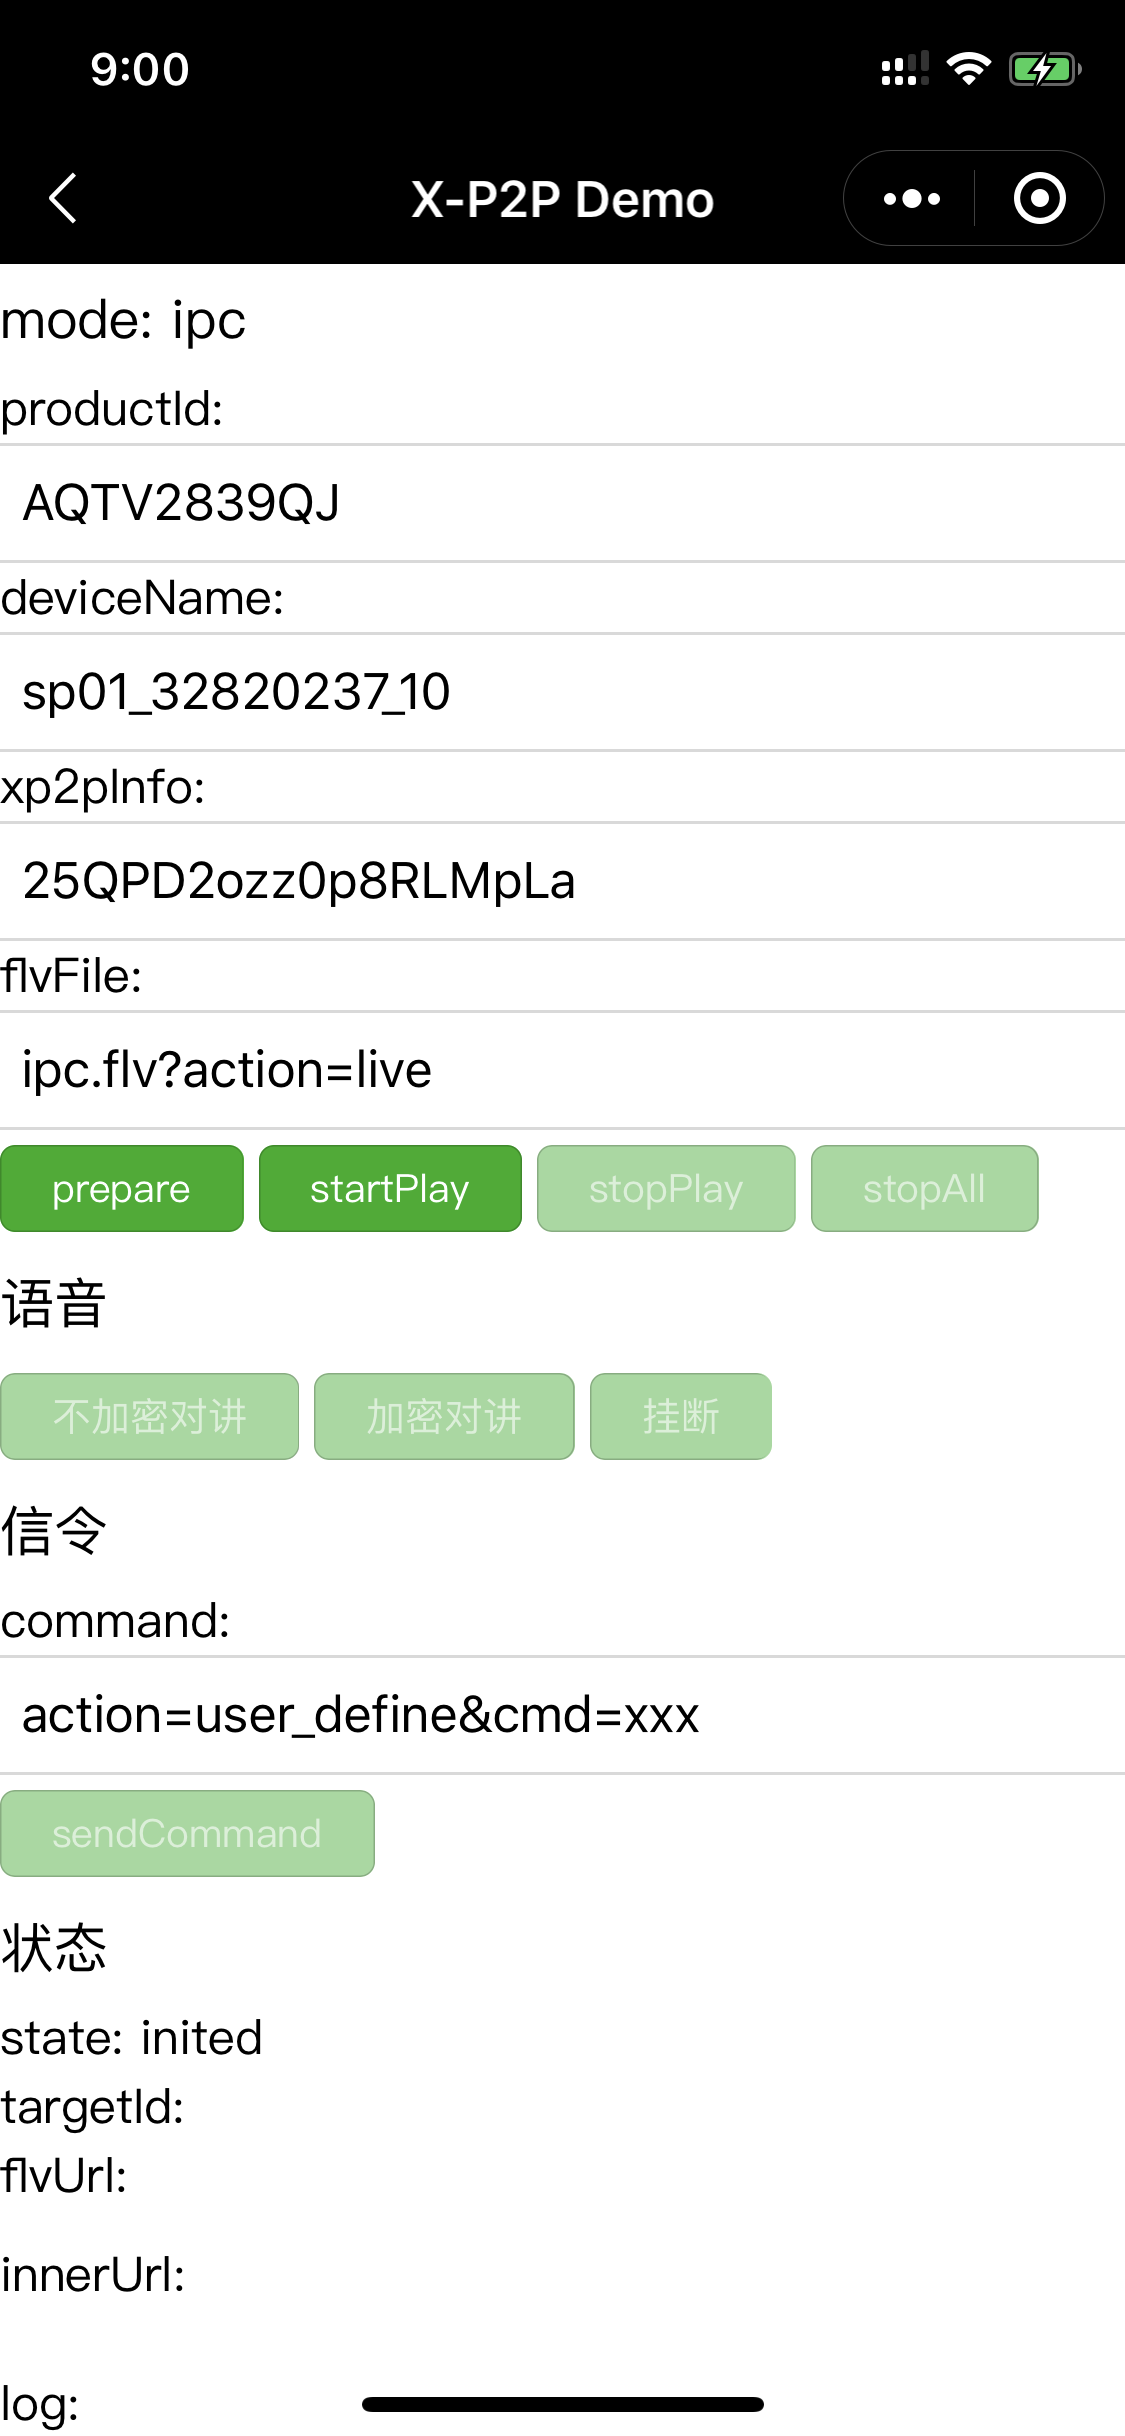 9:00
X-P2P Demo
mode: ipc
productId:
AQTV2839QJ
deviceName:
sp01_32820237_10
xp2pInfo:
25QPD2ozz0p8RLMpLa
flvFile:
ipc.flv?action=live
prepare startPlay stopPlay stopAll
语音
不加密对讲 加密对讲 挂断
信令
command:
action=user_define&cmd=xxx
sendCommand
状态
state: inited
targetId:
flvUrl:
innerUrl:
log: